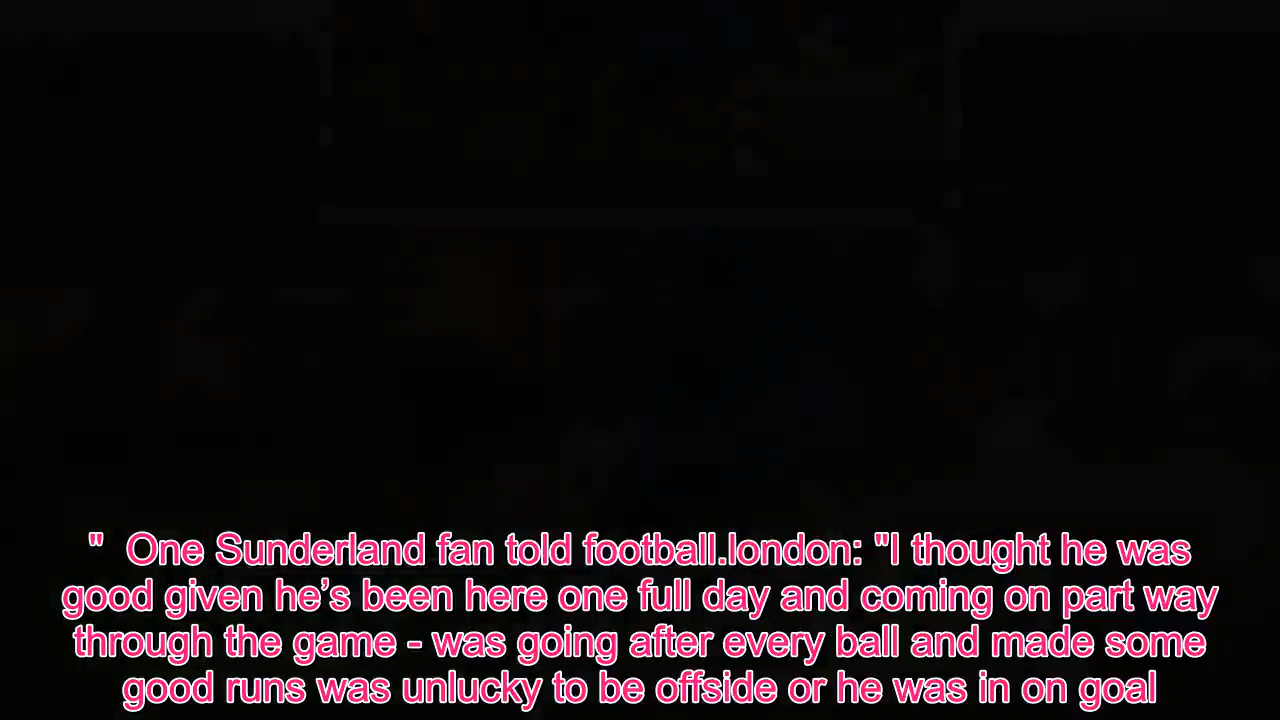 " One Sunderland fan told football.london: "I thought he was
good given he’s been here one full day and coming on part way
through the game - was going after every ball and made some
good runs was unlucky to be offside or he was in on goal